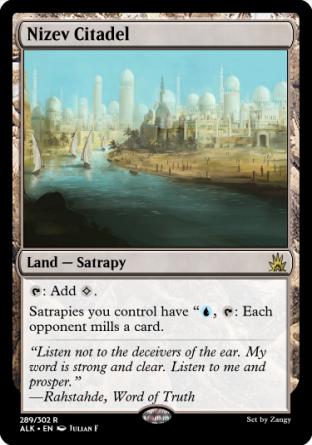 Nizev Citadel
Land — Satrapy
: Add .
Satrapies you control have “, : Each
opponent mills a card.
“Listen not to the deceivers of the ear. My
word is strong and clear. Listen to me and
prosper.”
—Rahstahde, Word of Truth
289/302 R
ALK • EN Julian F
Set by Zangy